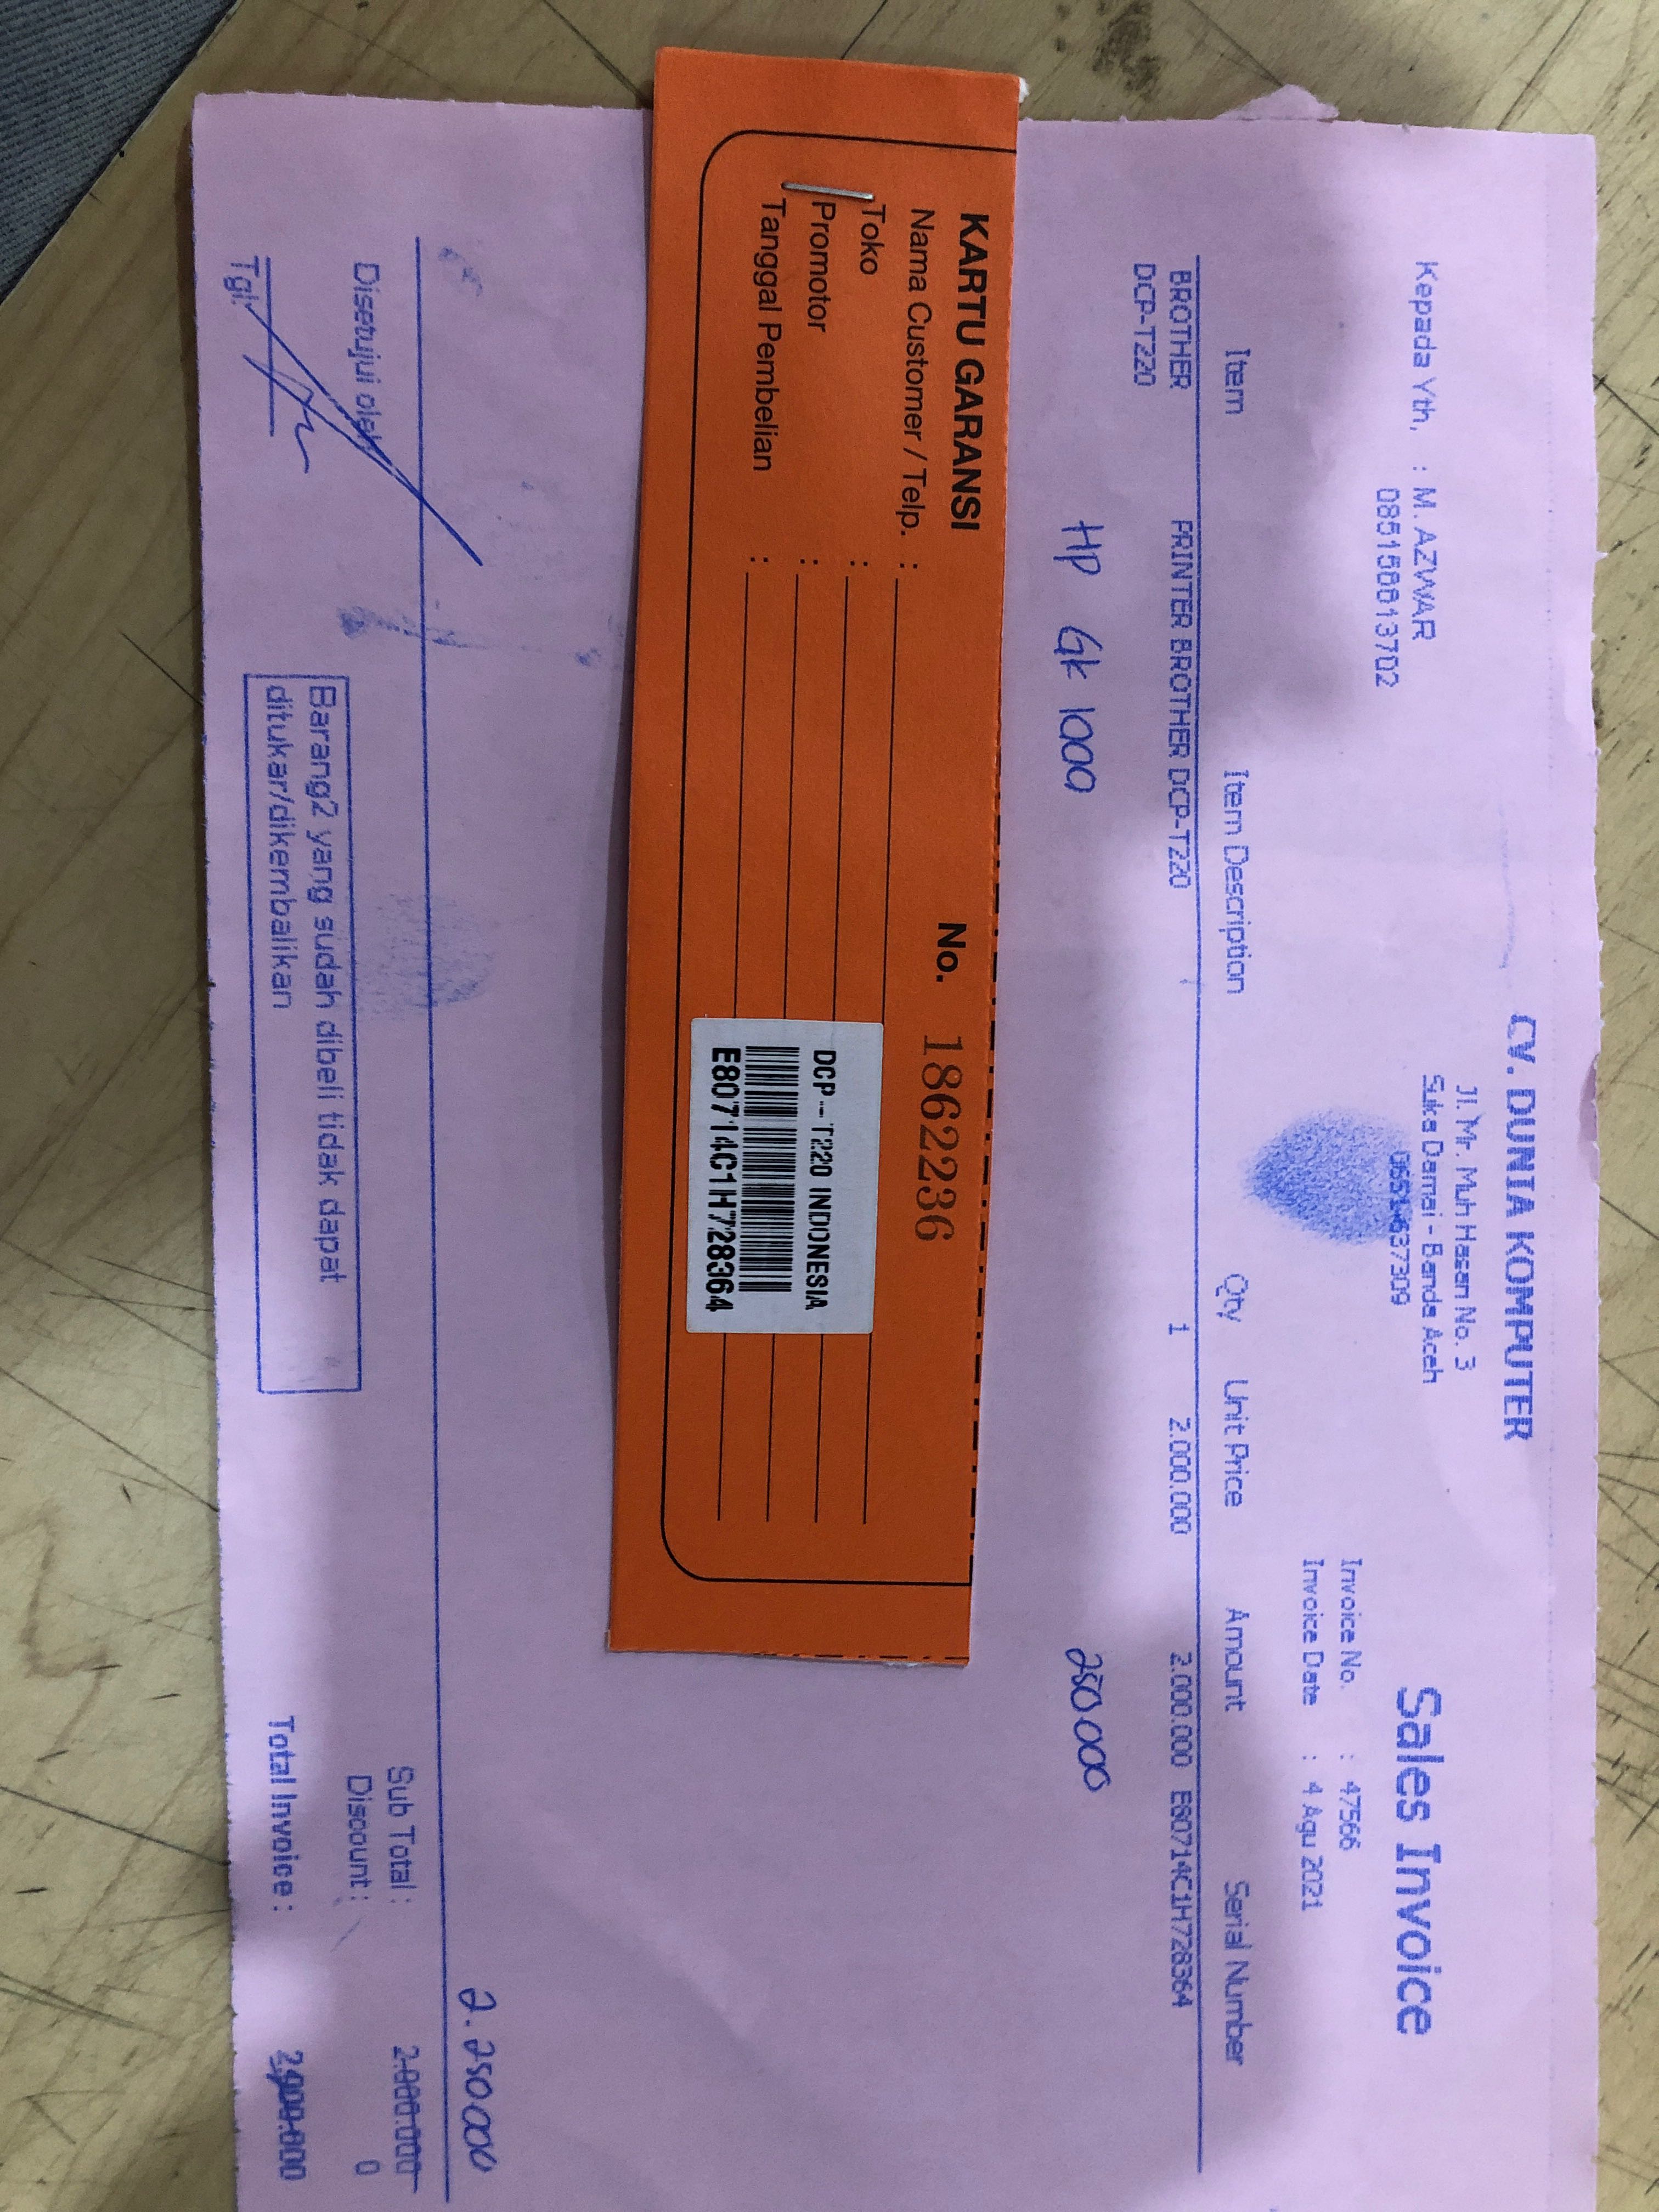 CV. DUNIA KOMPUTER
Jl. Mr. Muh Hasan No. 3
Suka Damai - Banda Aceh
0651-637309
Sales Invoice
Kepada Yth, : M. AZWAR
Invoice No. : 47566
Invoice Date : 4 Agu 2021
Item Item Description Qty Unit Price Amount Serial Number
BROTHER PRINTER BROTHER DCP-T220 1 2.000.000 2.000.000 E80714C1H728364
DCP-T220
HP GK 1000 250.000
KARTU GARANSI No. 1862236
Nama Customer / Telp. :
Toko :
Promotor :
Tanggal Pembelian :
DCP-T220 INDONESIA
E80714C1H728364
2.250000
Disetujui oleh
Tgl:
Barang2 yang sudah dibeli tidak dapat
ditukar/dikembalikan
Sub Total : 2.000.000
Discount : 0
Total Invoice : 2.000.000